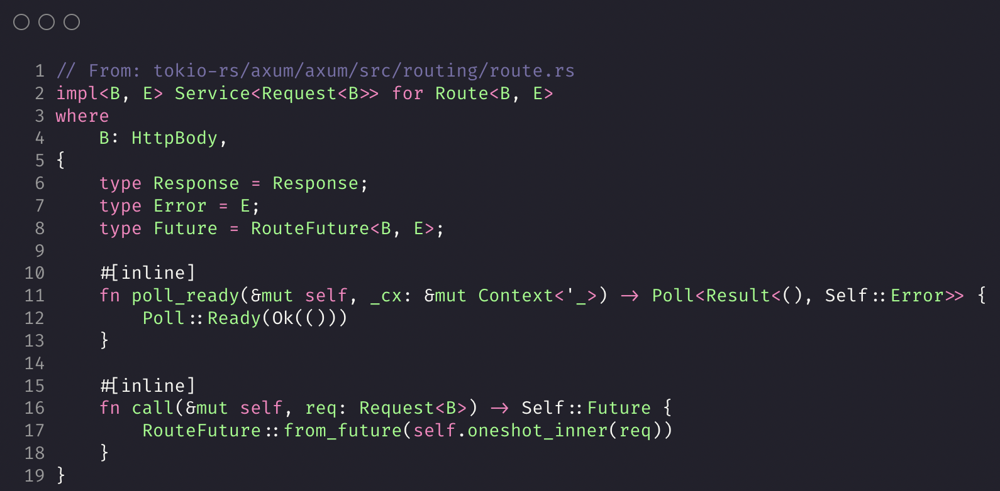 1 // From: tokio-rs/axum/axum/src/routing/route.rs
2 impl<B, E> Service<Request<B>> for Route<B, E>
3 where
4     B: HttpBody,
5 {
6     type Response = Response;
7     type Error = E;
8     type Future = RouteFuture<B, E>;
9
10     #[inline]
11     fn poll_ready(&mut self, _cx: &mut Context<'_>) -> Poll<Result<(), Self::Error>> {
12         Poll::Ready(Ok(()))
13     }
14
15     #[inline]
16     fn call(&mut self, req: Request<B>) -> Self::Future {
17         RouteFuture::from_future(self.oneshot_inner(req))
18     }
19 }